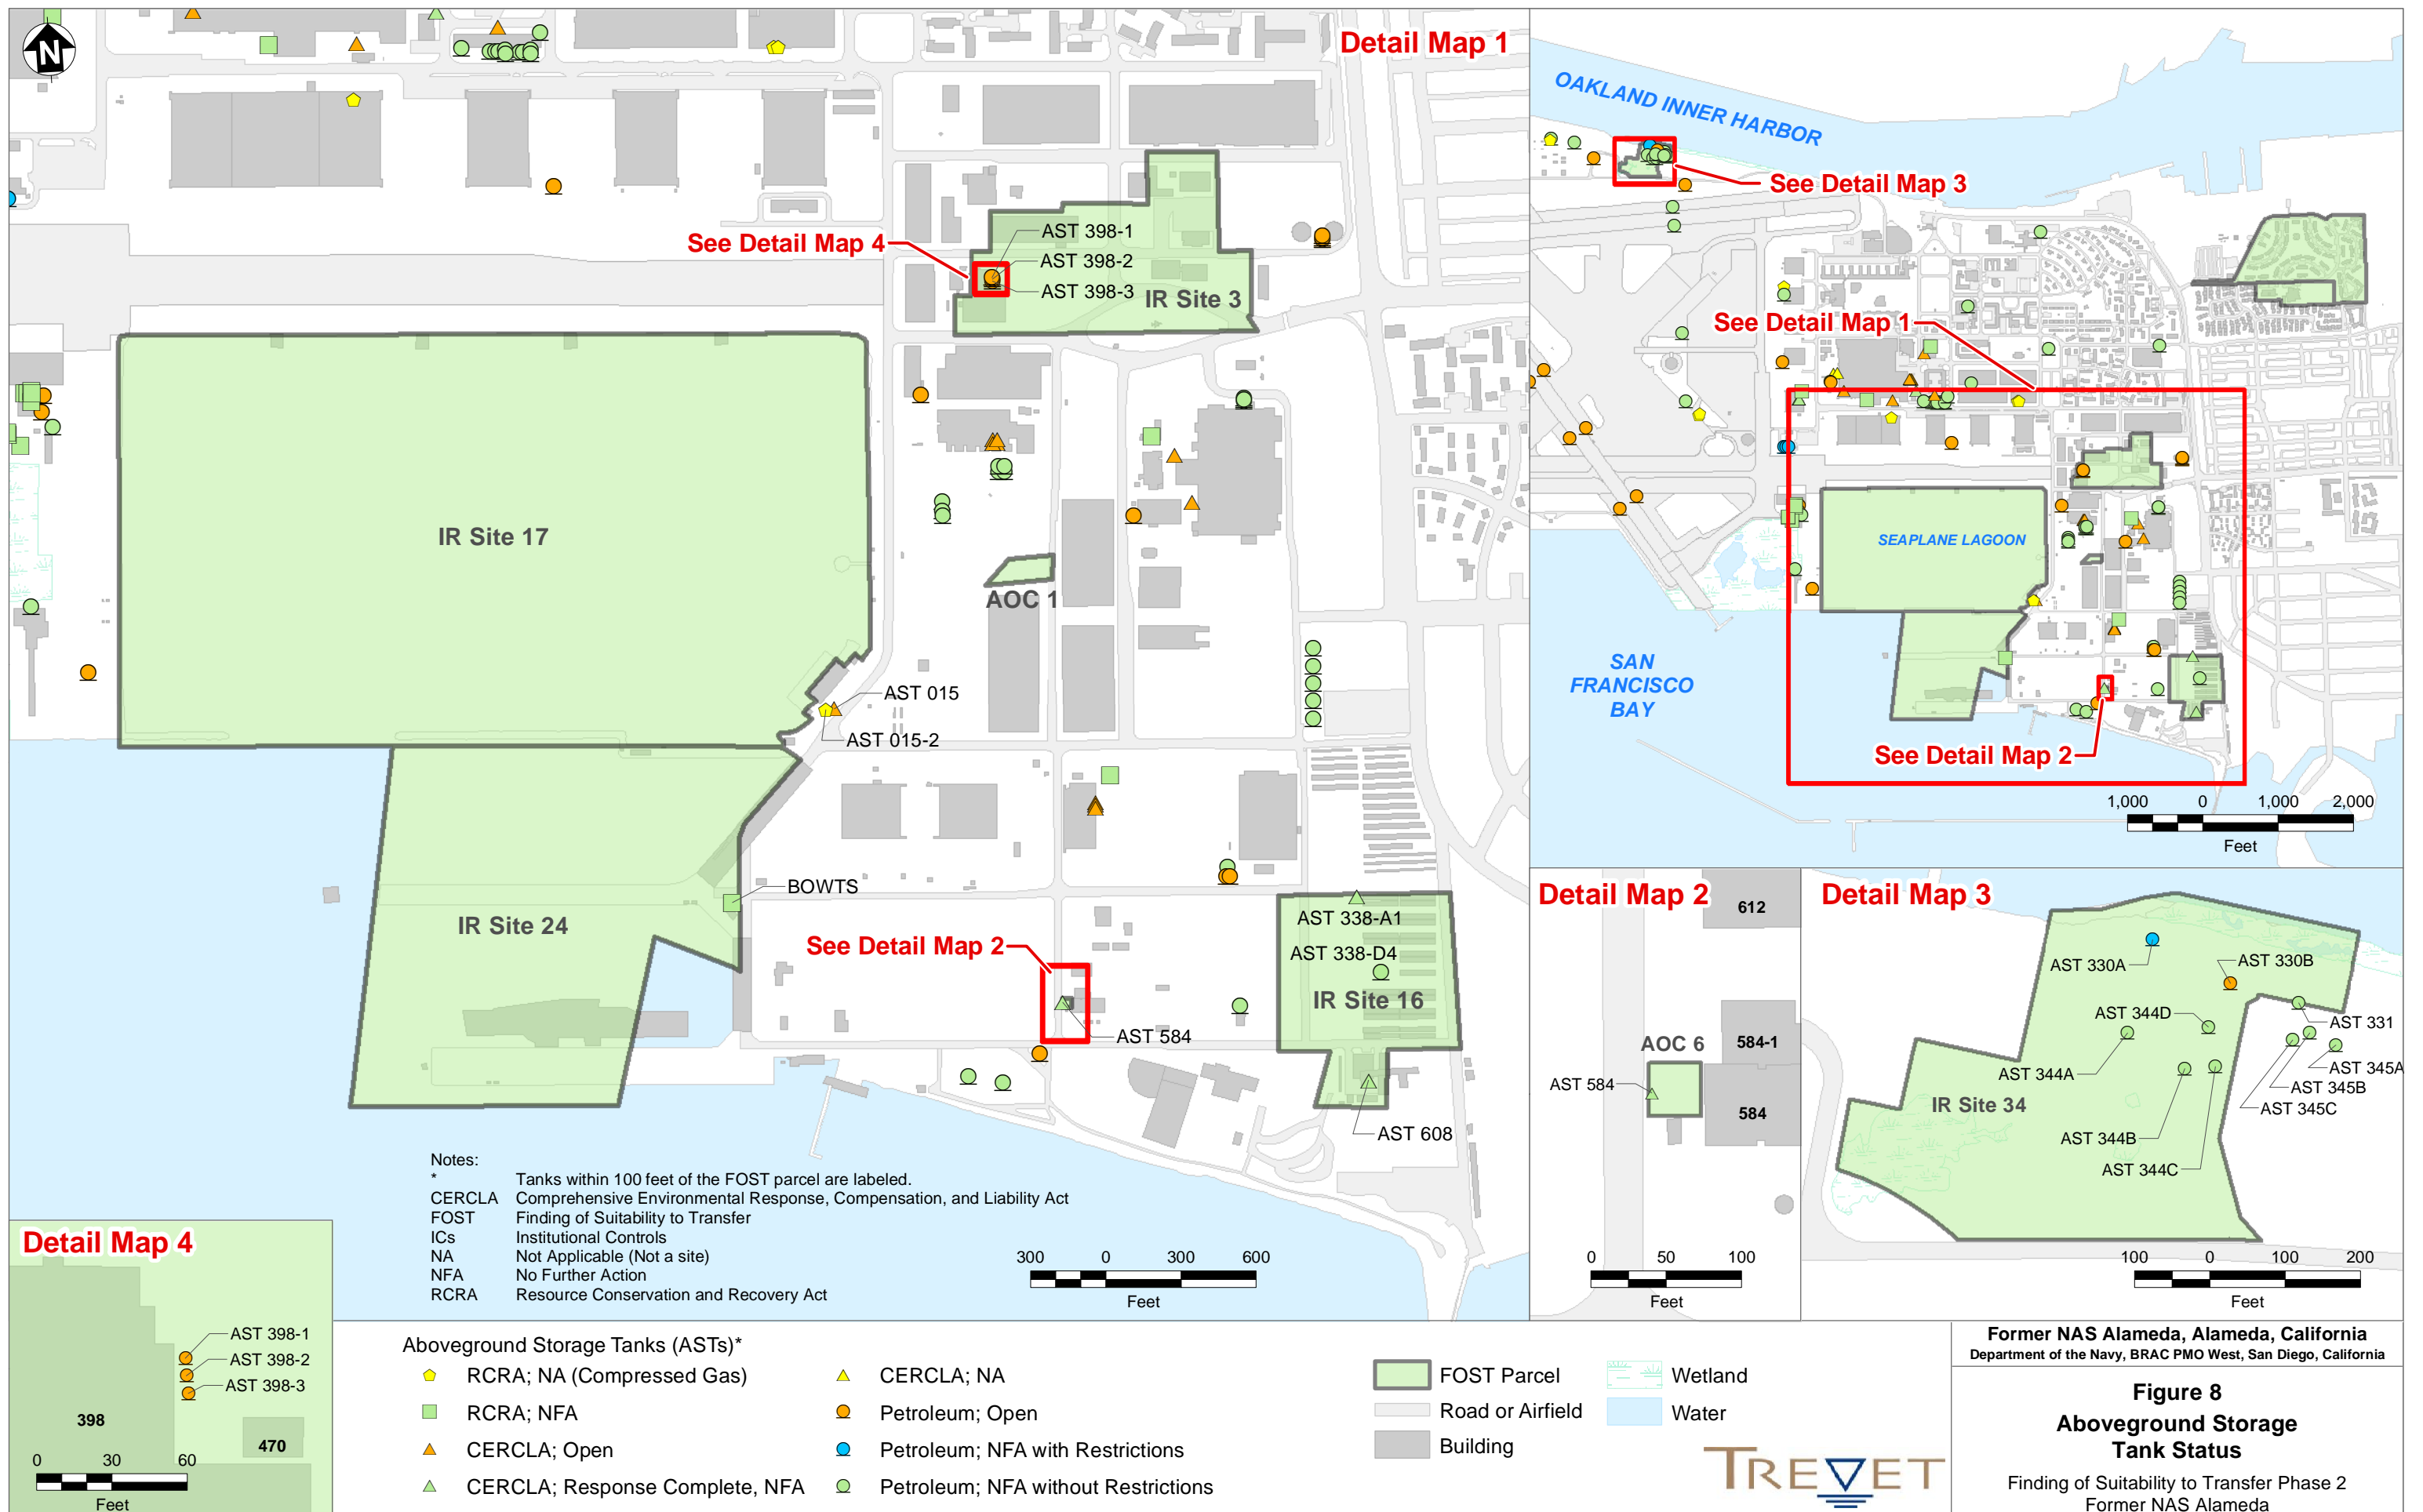 N
Detail Map 1
See Detail Map 4
AST 398-1
AST 398-2
AST 398-3
IR Site 3
IR Site 17
AOC 1
AST 015
AST 015-2
BOWTS
IR Site 24
See Detail Map 2
AST 584
AST 338-A1
AST 338-D4
IR Site 16
AST 608
Notes:
* Tanks within 100 feet of the FOST parcel are labeled.
CERCLA Comprehensive Environmental Response, Compensation, and Liability Act
FOST Finding of Suitability to Transfer
ICs Institutional Controls
NA Not Applicable (Not a site)
NFA No Further Action
RCRA Resource Conservation and Recovery Act
300 0 300 600
Feet
OAKLAND INNER HARBOR
See Detail Map 3
See Detail Map 1
SEAPLANE LAGOON
SAN
FRANCISCO
BAY
See Detail Map 2
1,000 0 1,000 2,000
Feet
Detail Map 2
612
AOC 6
584-1
AST 584
584
0 50 100
Feet
Detail Map 3
AST 330A
AST 330B
AST 344D
AST 331
AST 344A
AST 345A
AST 345B
AST 345C
IR Site 34
AST 344B
AST 344C
100 0 100 200
Feet
Detail Map 4
AST 398-1
AST 398-2
AST 398-3
398
470
0 30 60
Feet
Aboveground Storage Tanks (ASTs)*
RCRA; NA (Compressed Gas)
RCRA; NFA
CERCLA; Open
CERCLA; Response Complete, NFA
CERCLA; NA
Petroleum; Open
Petroleum; NFA with Restrictions
Petroleum; NFA without Restrictions
FOST Parcel
Road or Airfield
Building
Wetland
Water
TREVET
Former NAS Alameda, Alameda, California
Department of the Navy, BRAC PMO West, San Diego, California
Figure 8
Aboveground Storage
Tank Status
Finding of Suitability to Transfer Phase 2
Former NAS Alameda